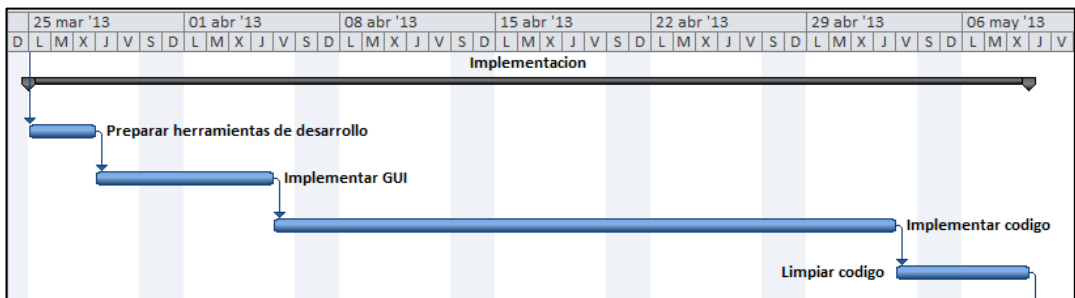 25 mar '13 01 abr '13 08 abr '13 15 abr '13 22 abr '13 29 abr '13 06 may '13
D L M X J V S D L M X J V S D L M X J V S D L M X J V S D L M X J V S D L M X J V S D L M X J V
Implementacion
Preparar herramientas de desarrollo
Implementar GUI
Implementar codigo
Limpiar codigo